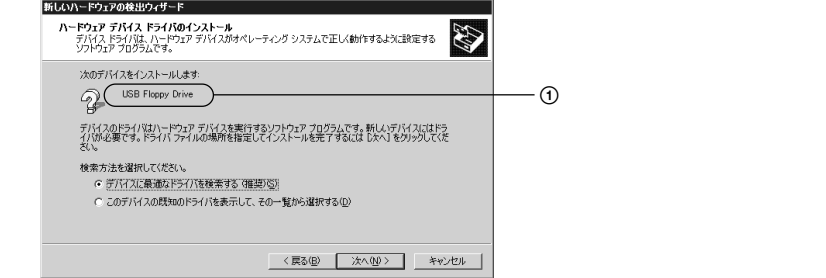 新しいハードウェアの検出ウィザード
ハードウェア デバイス ドライバのインストール
デバイス ドライバは、ハードウェア デバイスがオペレーティング システムで正しく動作するように設定する
ソフトウェア プログラムです。
次のデバイスをインストールします:
USB Floppy Drive
①
デバイスのドライバはハードウェア デバイスを実行するソフトウェア プログラムです。新しいデバイスにはドラ
イバが必要です。ドライバ ファイルの場所を指定してインストールを完了するには [次へ] をクリックしてくだ
さい。
検索方法を選択してください。
デバイスに最適なドライバを検索する (推奨)(S)
このデバイスの既知のドライバを表示して、その一覧から選択する(D)
< 戻る(B)
次へ(N) >
キャンセル